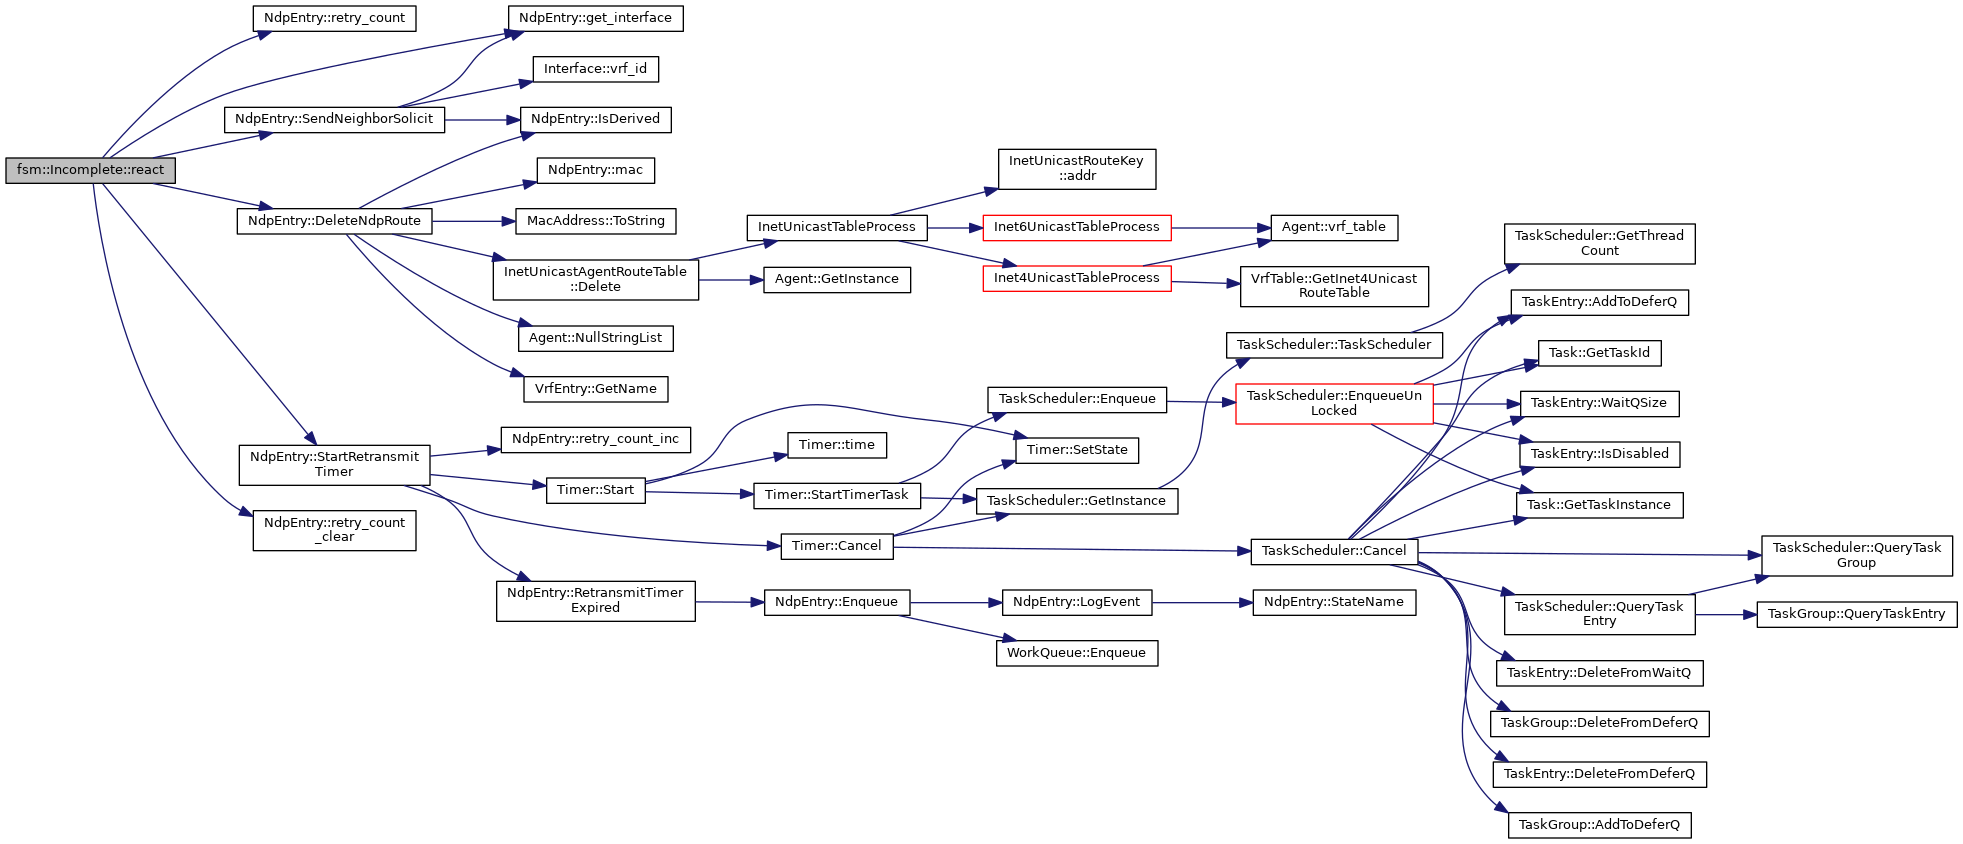 fsm::Incomplete::react
NdpEntry::retry_count
NdpEntry::get_interface
Interface::vrf_id
NdpEntry::SendNeighborSolicit
NdpEntry::IsDerived
NdpEntry::mac
NdpEntry::DeleteNdpRoute
MacAddress::ToString
InetUnicastAgentRouteTable
::Delete
Agent::NullStringList
VrfEntry::GetName
InetUnicastTableProcess
Agent::GetInstance
InetUnicastRouteKey
::addr
Inet6UnicastTableProcess
Inet4UnicastTableProcess
Agent::vrf_table
VrfTable::GetInet4Unicast
RouteTable
NdpEntry::StartRetransmit
Timer
NdpEntry::retry_count
_clear
NdpEntry::retry_count_inc
Timer::Start
NdpEntry::RetransmitTimer
Expired
Timer::time
Timer::StartTimerTask
Timer::Cancel
NdpEntry::Enqueue
TaskScheduler::Enqueue
Timer::SetState
TaskScheduler::GetInstance
NdpEntry::LogEvent
WorkQueue::Enqueue
TaskScheduler::TaskScheduler
TaskScheduler::EnqueueUn
Locked
TaskScheduler::Cancel
NdpEntry::StateName
TaskScheduler::GetThread
Count
TaskEntry::AddToDeferQ
Task::GetTaskId
TaskEntry::WaitQSize
TaskEntry::IsDisabled
Task::GetTaskInstance
TaskScheduler::QueryTask
Entry
TaskEntry::DeleteFromWaitQ
TaskGroup::DeleteFromDeferQ
TaskEntry::DeleteFromDeferQ
TaskGroup::AddToDeferQ
TaskScheduler::QueryTask
Group
TaskGroup::QueryTaskEntry